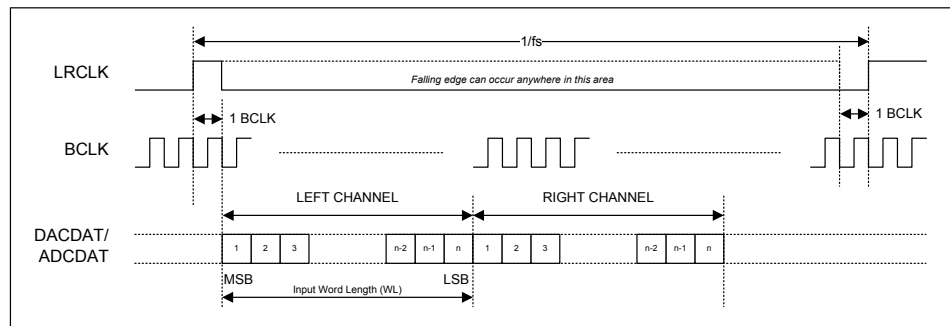 1/fs
LRCLK
Falling edge can occur anywhere in this area
1 BCLK
1 BCLK
BCLK
LEFT CHANNEL
RIGHT CHANNEL
DACDAT/
ADCDAT
1 2 3 n-2 n-1 n 1 2 3 n-2 n-1 n
MSB
LSB
Input Word Length (WL)